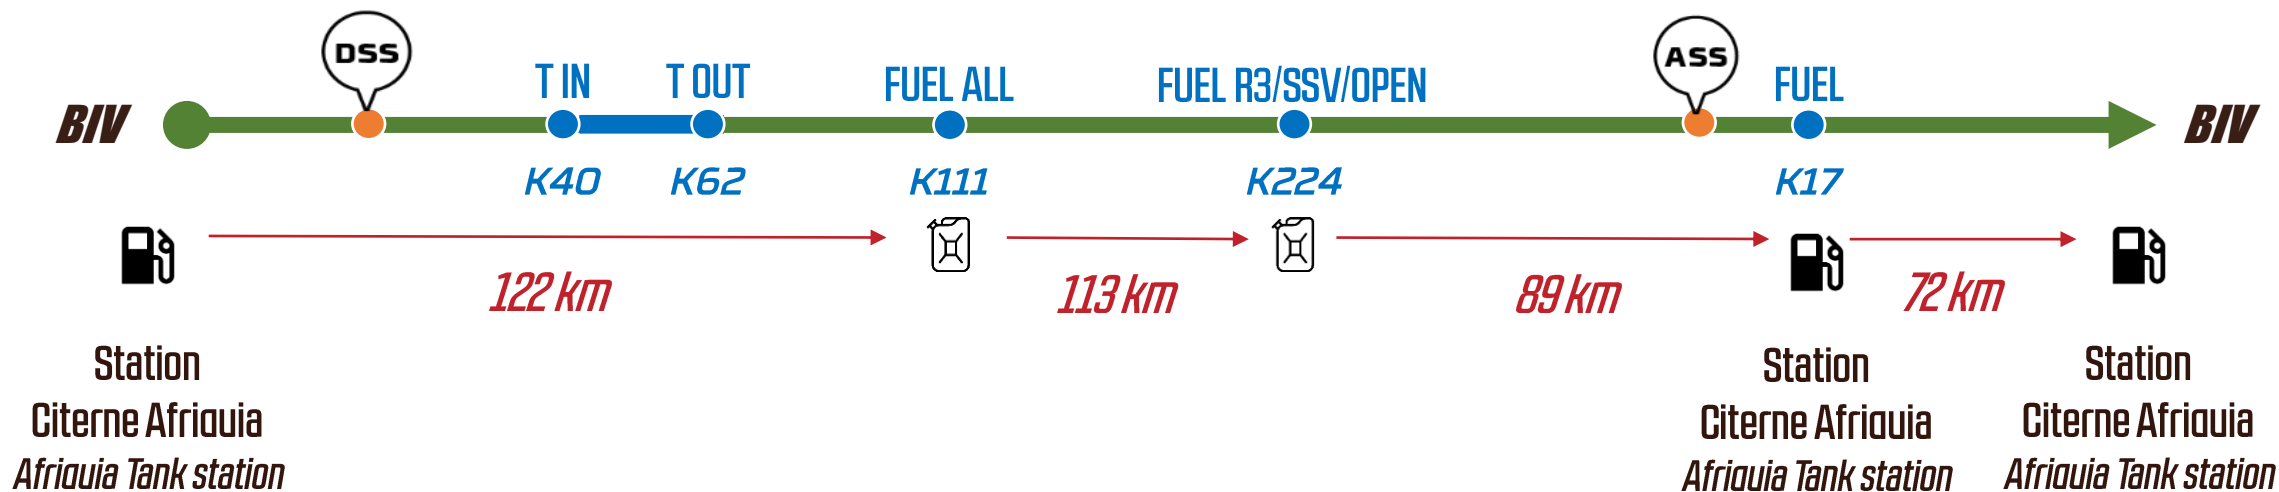 DSS
ASS
T IN
T OUT
FUEL ALL
FUEL R3/SSV/OPEN
FUEL
BIV
BIV
K40
K62
K111
K224
K17
122 km
113 km
89 km
72 km
Station
Citerne Afriquia
Afriquia Tank station
Station
Citerne Afriquia
Afriquia Tank station
Station
Citerne Afriquia
Afriquia Tank station